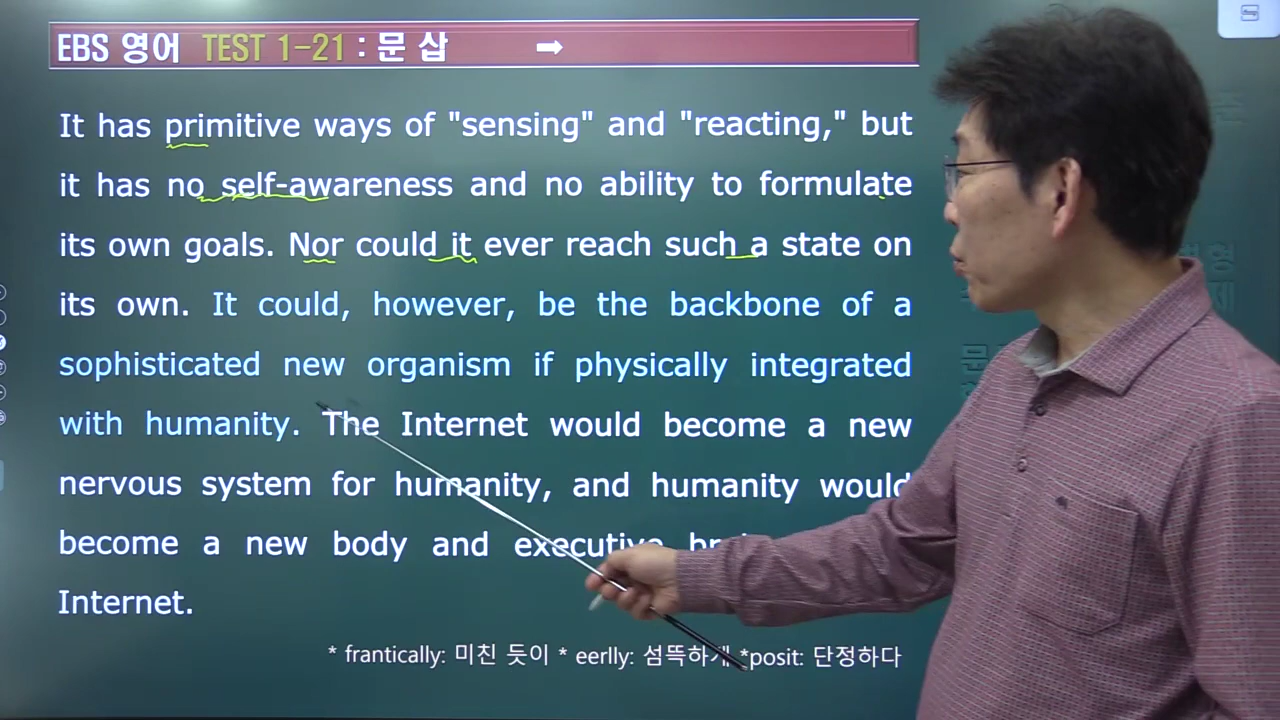 EBS 영어 TEST 1-21 : 문 삽
It has primitive ways of "sensing" and "reacting," but
it has no self-awareness and no ability to formulate
its own goals. Nor could it ever reach such a state on
its own. It could, however, be the backbone of a
sophisticated new organism if physically integrated
with humanity. The Internet would become a new
nervous system for humanity, and humanity would
become a new body and executive
Internet.
* frantically: 미친 듯이 * eerlly: 섬뜩하게 *posit: 단정하다